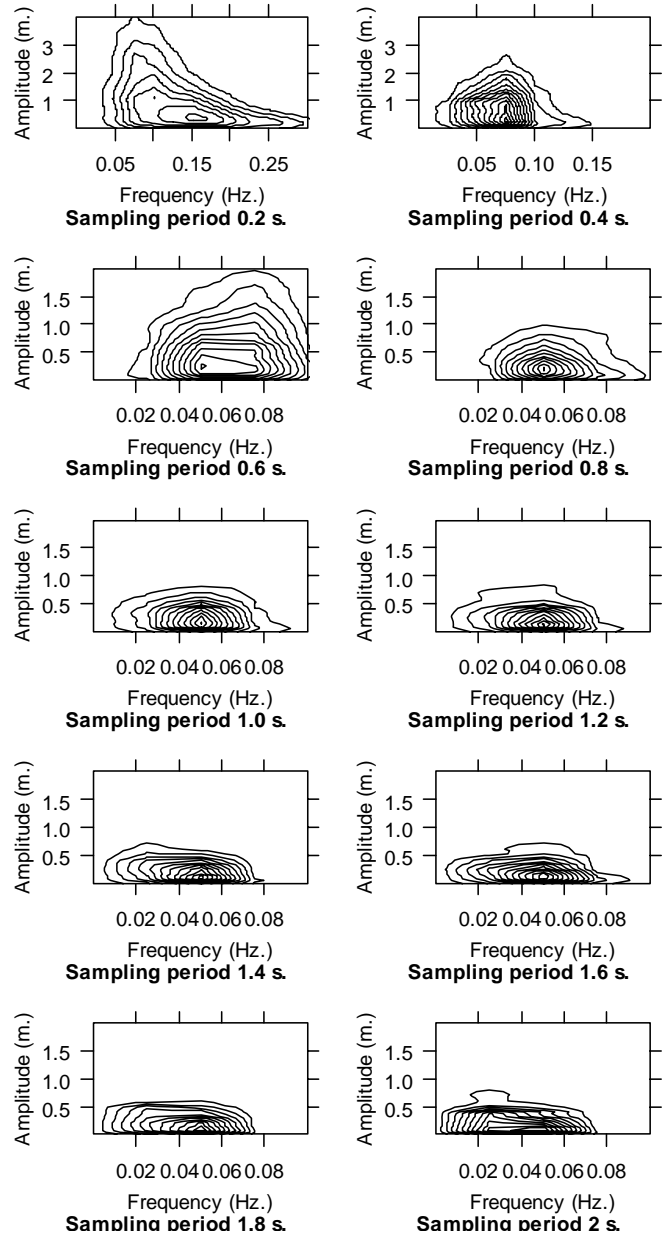 Amplitude (m.)
3
2
1
0.05 0.15 0.25
Frequency (Hz.)
Sampling period 0.2 s.
Amplitude (m.)
3
2
1
0.05 0.10 0.15
Frequency (Hz.)
Sampling period 0.4 s.
Amplitude (m.)
1.5
1.0
0.5
0.02 0.04 0.06 0.08
Frequency (Hz.)
Sampling period 0.6 s.
Amplitude (m.)
1.5
1.0
0.5
0.02 0.04 0.06 0.08
Frequency (Hz.)
Sampling period 0.8 s.
Amplitude (m.)
1.5
1.0
0.5
0.02 0.04 0.06 0.08
Frequency (Hz.)
Sampling period 1.0 s.
Amplitude (m.)
1.5
1.0
0.5
0.02 0.04 0.06 0.08
Frequency (Hz.)
Sampling period 1.2 s.
Amplitude (m.)
1.5
1.0
0.5
0.02 0.04 0.06 0.08
Frequency (Hz.)
Sampling period 1.4 s.
Amplitude (m.)
1.5
1.0
0.5
0.02 0.04 0.06 0.08
Frequency (Hz.)
Sampling period 1.6 s.
Amplitude (m.)
1.5
1.0
0.5
0.02 0.04 0.06 0.08
Frequency (Hz.)
Sampling period 1.8 s.
Amplitude (m.)
1.5
1.0
0.5
0.02 0.04 0.06 0.08
Frequency (Hz.)
Sampling period 2 s.